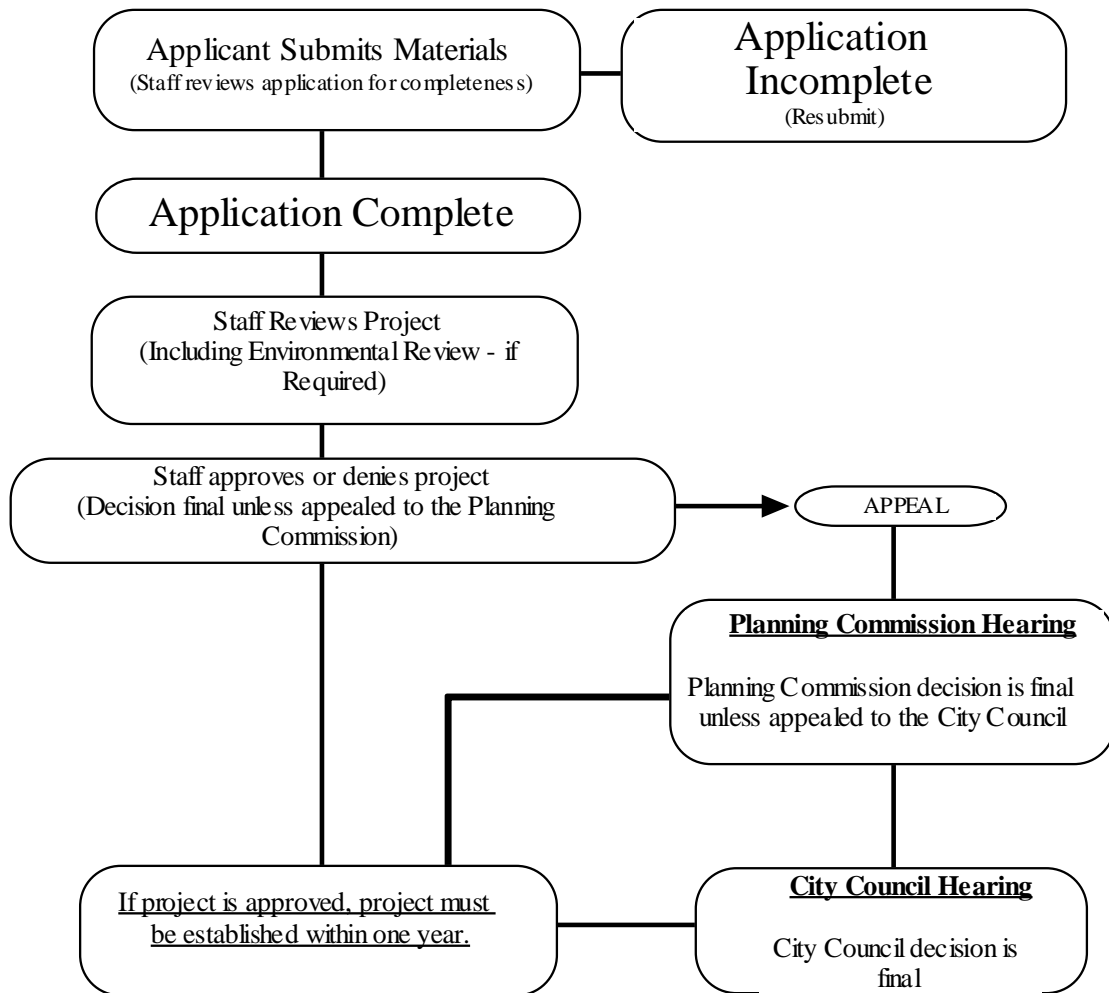 Applicant Submits Materials
(Staff reviews application for completeness)
Application
Incomplete
(Resubmit)
Application Complete
Staff Reviews Project
(Including Environmental Review - if
Required)
Staff approves or denies project
(Decision final unless appealed to the Planning
Commission)
APPEAL
Planning Commission Hearing
Planning Commission decision is final
unless appealed to the City Council
If project is approved, project must
be established within one year.
City Council Hearing
City Council decision is
final